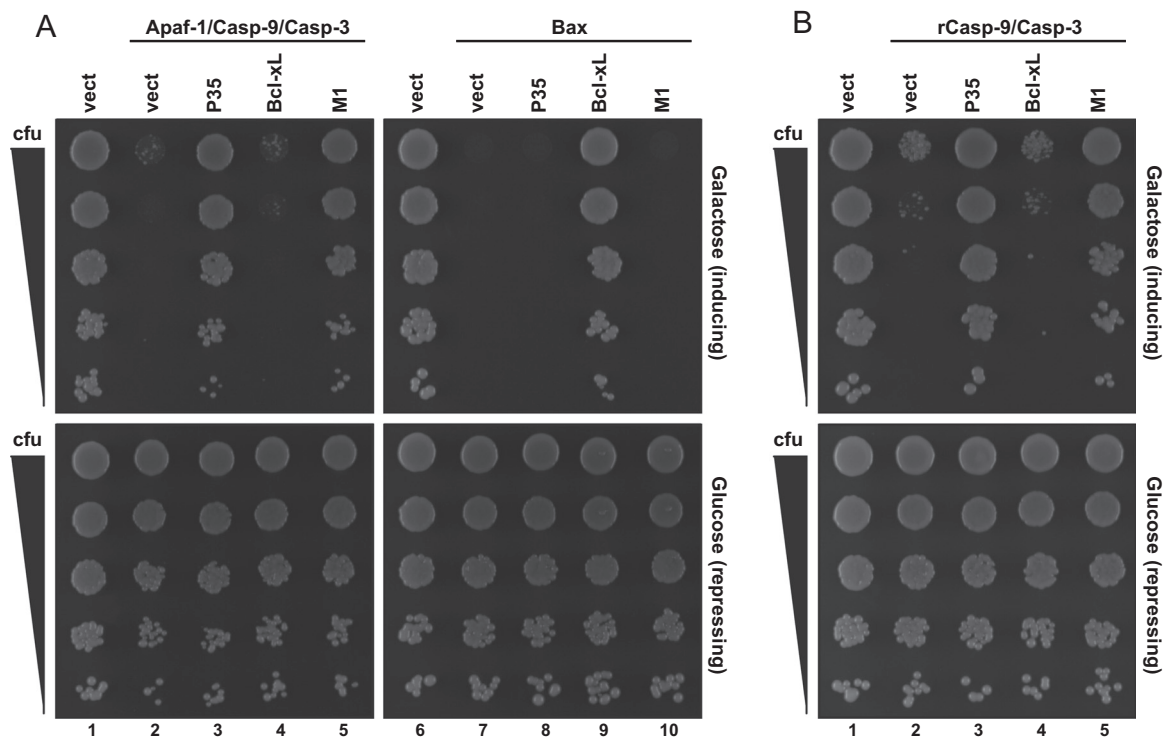 A
Apaf-1/Casp-9/Casp-3
Bax
vect
vect
P35
Bcl-xL
M1
vect
vect
P35
Bcl-xL
M1
cfu
Galactose (inducing)
cfu
Glucose (repressing)
1 2 3 4 5 6 7 8 9 10
B
rCasp-9/Casp-3
vect
vect
P35
Bcl-xL
M1
cfu
Galactose (inducing)
cfu
Glucose (repressing)
1 2 3 4 5